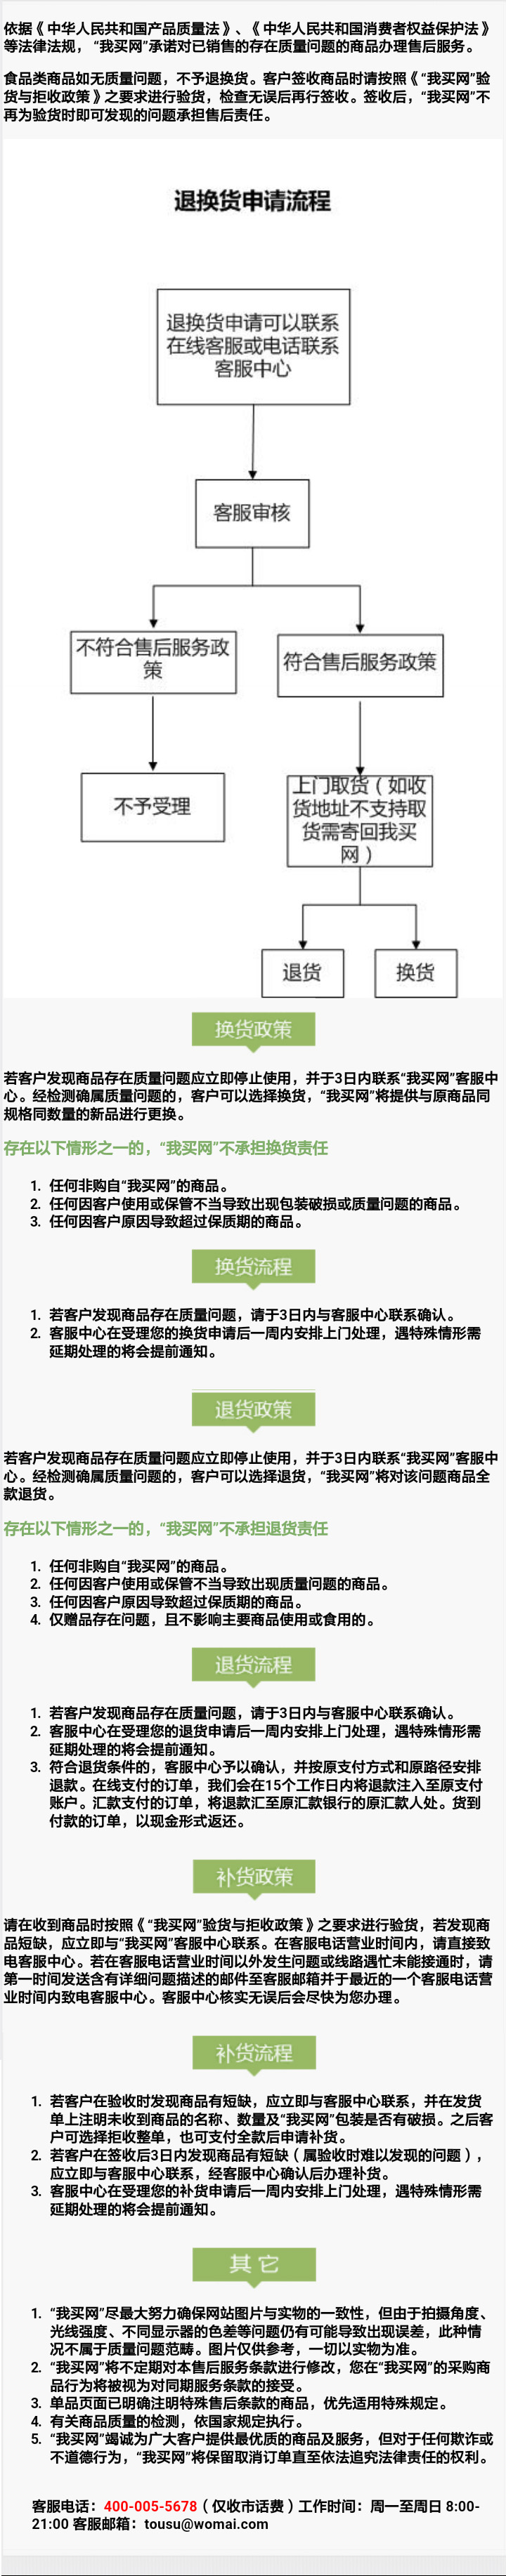 依据《中华人民共和国产品质量法》、《中华人民共和国消费者权益保护法》
等法律法规， “我买网”承诺对已销售的存在质量问题的商品办理售后服务。
食品类商品如无质量问题，不予退换货。客户签收商品时请按照《“我买网”验
货与拒收政策》之要求进行验货，检查无误后再行签收。签收后，“我买网”不
再为验货时即可发现的问题承担售后责任。
退换货申请流程
退换货申请可以联系
在线客服或电话联系
客服中心
客服审核
不符合售后服务政
策
符合售后服务政策
不予受理
上门取货（如收
货地址不支持取
货需寄回我买
网）
退货
换货
换货政策
若客户发现商品存在质量问题应立即停止使用，并于3日内联系“我买网”客服中
心。经检测确属质量问题的，客户可以选择换货，“我买网”将提供与原商品同
规格同数量的新品进行更换。
存在以下情形之一的，“我买网”不承担换货责任
1. 任何非购自“我买网”的商品。
2. 任何因客户使用或保管不当导致出现包装破损或质量问题的商品。
3. 任何因客户原因导致超过保质期的商品。
换货流程
1. 若客户发现商品存在质量问题，请于3日内与客服中心联系确认。
2. 客服中心在受理您的换货申请后一周内安排上门处理，遇特殊情形需
延期处理的将会提前通知。
退货政策
若客户发现商品存在质量问题应立即停止使用，并于3日内联系“我买网”客服中
心。经检测确属质量问题的，客户可以选择退货，“我买网”将对该问题商品全
款退货。
存在以下情形之一的，“我买网”不承担退货责任
1. 任何非购自“我买网”的商品。
2. 任何因客户使用或保管不当导致出现质量问题的商品。
3. 任何因客户原因导致超过保质期的商品。
4. 仅赠品存在问题，且不影响主要商品使用或食用的。
退货流程
1. 若客户发现商品存在质量问题，请于3日内与客服中心联系确认。
2. 客服中心在受理您的退货申请后一周内安排上门处理，遇特殊情形需
延期处理的将会提前通知。
3. 符合退货条件的，客服中心予以确认，并按原支付方式和原路径安排
退款。在线支付的订单，我们会在15个工作日内将退款注入至原支付
账户。汇款支付的订单，将退款汇至原汇款银行的原汇款人处。货到
付款的订单，以现金形式返还。
补货政策
请在收到商品时按照《“我买网”验货与拒收政策》之要求进行验货，若发现商
品短缺，应立即与“我买网”客服中心联系。在客服电话营业时间内，请直接致
电客服中心。若在客服电话营业时间以外发生问题或线路遇忙未能接通时，请
第一时间发送含有详细问题描述的邮件至客服邮箱并于最近的一个客服电话营
业时间内致电客服中心。客服中心核实无误后会尽快为您办理。
补货流程
1. 若客户在验收时发现商品有短缺，应立即与客服中心联系，并在发货
单上注明未收到商品的名称、数量及“我买网”包装是否有破损。之后客
户可选择拒收整单，也可支付全款后申请补货。
2. 若客户在签收后3日内发现商品有短缺（属验收时难以发现的问题），
应立即与客服中心联系，经客服中心确认后办理补货。
3. 客服中心在受理您的补货申请后一周内安排上门处理，遇特殊情形需
延期处理的将会提前通知。
其 它
1. “我买网”尽最大努力确保网站图片与实物的一致性，但由于拍摄角度、
光线强度、不同显示器的色差等问题仍有可能导致出现误差，此种情
况不属于质量问题范畴。图片仅供参考，一切以实物为准。
2. “我买网”将不定期对本售后服务条款进行修改，您在“我买网”的采购商
品行为将被视为对同期服务条款的接受。
3. 单品页面已明确注明特殊售后条款的商品，优先适用特殊规定。
4. 有关商品质量的检测，依国家规定执行。
5. “我买网”竭诚为广大客户提供最优质的商品及服务，但对于任何欺诈或
不道德行为，“我买网”将保留取消订单直至依法追究法律责任的权利。
客服电话：400-005-5678（仅收市话费）工作时间：周一至周日 8:00-
21:00 客服邮箱：tousu@womai.com